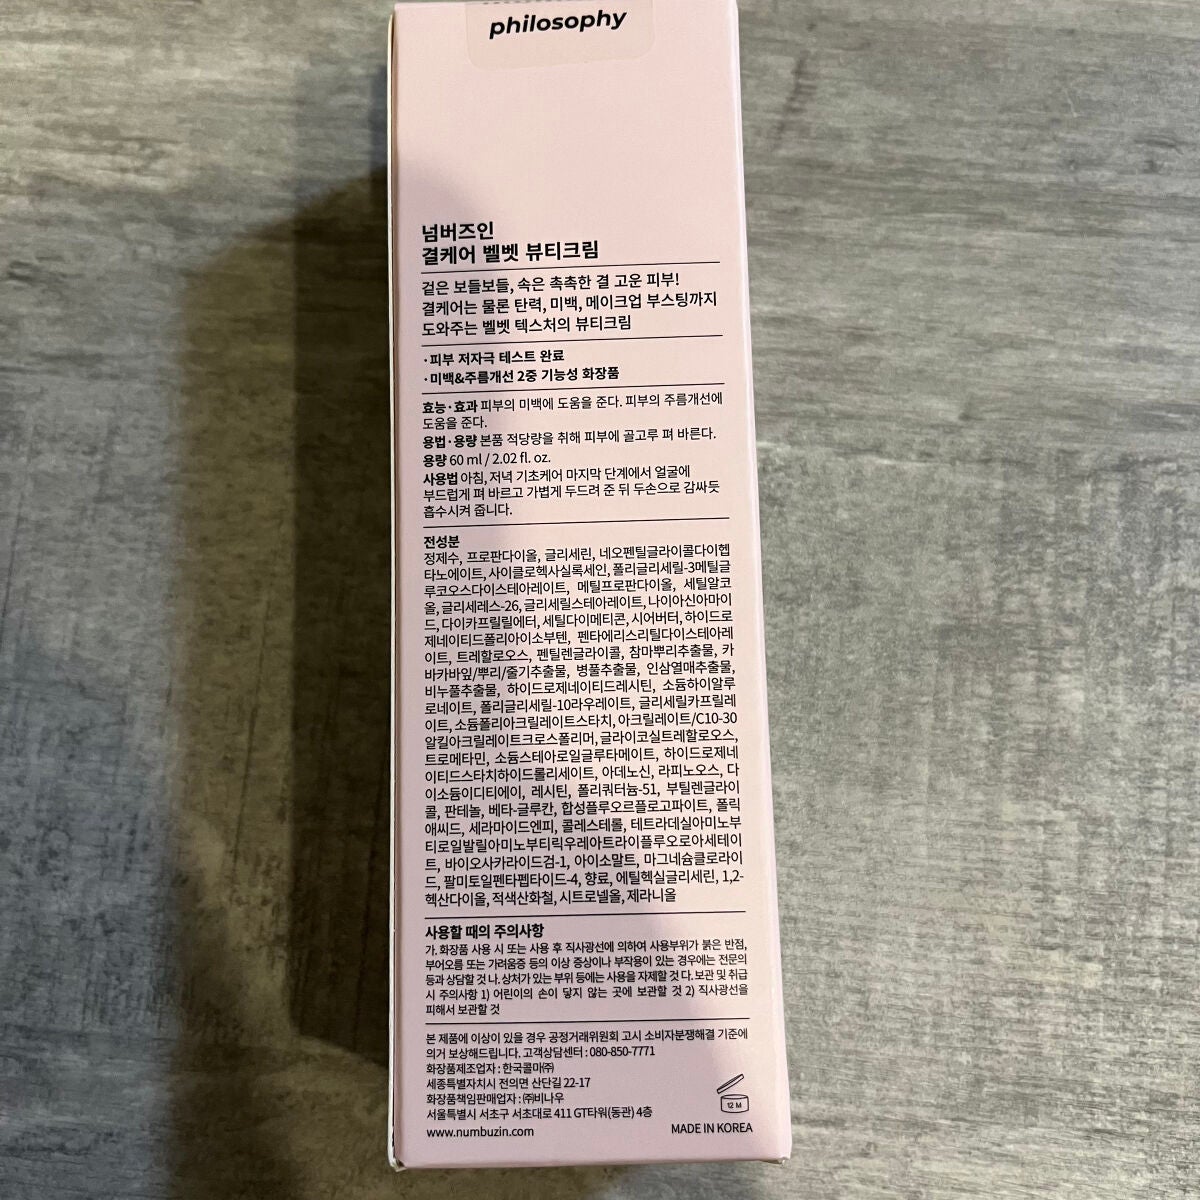 philosophy
넘버즈인
결케어 벨벳 뷰티크림
겉은 보들보들, 속은 촉촉한 결 고운 피부!
결케어는 물론 탄력, 미백, 메이크업 부스팅까지
도와주는 벨벳 텍스처의 뷰티크림
·피부 저자극 테스트 완료
·미백&주름개선 2중 기능성 화장품
효능·효과 피부의 미백에 도움을 준다. 피부의 주름개선에
도움을 준다.
용법·용량 본품 적당량을 취해 피부에 골고루 펴 바른다.
용량 60 ml / 2.02 fl. oz.
사용법 아침, 저녁 기초케어 마지막 단계에서 얼굴에
부드럽게 펴 바르고 가볍게 두드려 준 뒤 두손으로 감싸듯
흡수시켜 줍니다.
전성분
정제수, 프로판다이올, 글리세린, 네오펜틸글라이콜다이헵
타노에이트, 사이클로헥사실록세인, 폴리글리세릴-3메틸글
루코오스다이스테아레이트, 메틸프로판다이올, 세틸알코
올, 글리세레스-26, 글리세릴스테아레이트, 나이아신아마이
드, 다이카프릴릴에터, 세틸다이메티콘, 시어버터, 하이드로
제네이티드폴리아이소부텐, 펜타에리스리틸다이스테아레
이트, 트레할로오스, 펜틸렌글라이콜, 참마뿌리추출물, 카
바카바잎/뿌리/줄기추출물, 병풀추출물, 인삼열매추출물,
비누풀추출물, 하이드로제네이티드레시틴, 소듐하이알루
로네이트, 폴리글리세릴-10라우레이트, 글리세릴카프릴레
이트, 소듐폴리아크릴레이트스타치, 아크릴레이트/C10-30
알킬아크릴레이트크로스폴리머, 글라이코실트레할로오스,
트로메타민, 소듐스테아로일글루타메이트, 하이드로제네
이티드스타치하이드롤리세이트, 아데노신, 라피노오스, 다
이소듐이디티에이, 레시틴, 폴리쿼터늄-51, 부틸렌글라이
콜, 판테놀, 베타-글루칸, 합성플루오르플로고파이트, 폴릭
애씨드, 세라마이드엔피, 콜레스테롤, 테트라데실아미노부
티로일발릴아미노부티릭우레아트라이플루오로아세테이
트, 바이오사카라이드검-1, 아이소말트, 마그네슘클로라이
드, 팔미토일펜타펩타이드-4, 향료, 에틸헥실글리세린, 1,2-
헥산다이올, 적색산화철, 시트로넬올, 제라니올
사용할 때의 주의사항
가. 화장품 사용 시 또는 사용 후 직사광선에 의하여 사용부위가 붉은 반점,
부어오름 또는 가려움증 등의 이상 증상이나 부작용이 있는 경우에는 전문의
등과 상담할 것 나. 상처가 있는 부위 등에는 사용을 자제할 것 다. 보관 및 취급
시 주의사항 1) 어린이의 손이 닿지 않는 곳에 보관할 것 2) 직사광선을
피해서 보관할 것
본 제품에 이상이 있을 경우 공정거래위원회 고시 소비자분쟁해결 기준에
의거 보상해드립니다. 고객상담센터 : 080-850-7771
화장품제조업자 : 한국콜마㈜
세종특별자치시 전의면 산단길 22-17
화장품책임판매업자 : ㈜비나우
서울특별시 서초구 서초대로 411 GT타워(동관) 4층
www.numbuzin.com
12 M
MADE IN KOREA